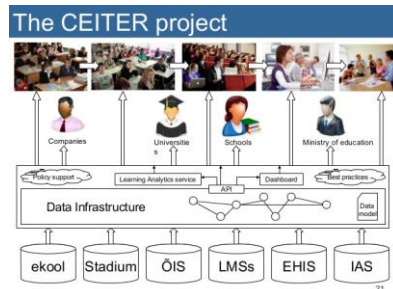 The CEITER project
Companies
Universitie
s
Schools
Ministry of education
Policy support
Learning Analytics service
Dashboard
Best practices
API
Data Infrastructure
Data
model
ekool
Stadium
ÕIS
LMSs
EHIS
IAS
21